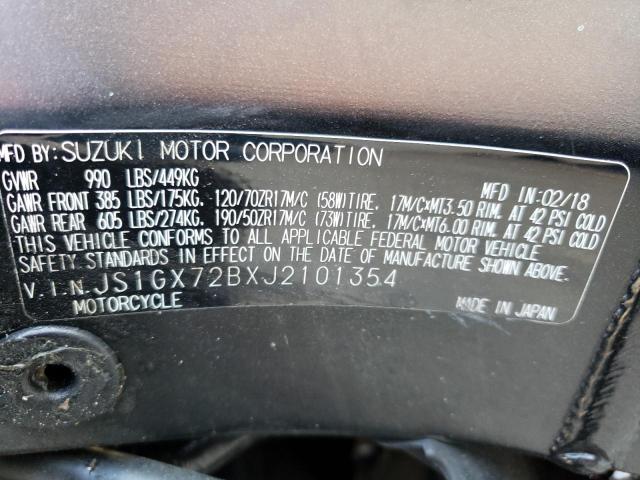 MFD BY:SUZUKI MOTOR CORPORATION
GVWR 990 LBS/449KG MFD IN:02/18
GAWR FRONT 385 LBS/175KG. 120/70ZR17M/C (58W)TIRE. 17M/C×MT3.50 RIM. AT 42 PSI COLD
GAWR REAR 605 LBS/274KG. 190/50ZR17M/C (73W)TIRE. 17M/C×MT6.00 RIM. AT 42 PSI COLD
THIS VEHICLE CONFORMS TO ALL APPLICABLE FEDERAL MOTOR VEHICLE
SAFETY STANDARDS IN EFFECT ON THE DATE OF MANUFACTURE SHOWN ABOVE.
V.I.N.JS1GX72BXJ2101354
MOTORCYCLE MADE IN JAPAN